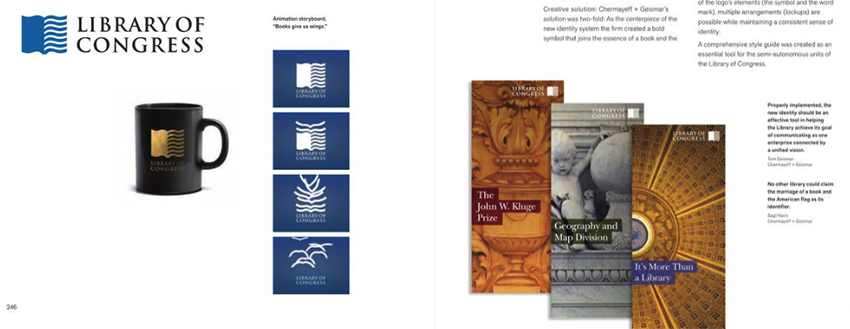 LIBRARY OF
CONGRESS
Animation storyboard,
"Books give us wings."
LIBRARY OF
CONGRESS
LIBRARY OF
CONGRESS
LIBRARY OF
CONGRESS
LIBRARY OF
CONGRESS
LIBRARY OF
CONGRESS
246
Creative solution: Chermayeff + Geismar's
solution was two-fold: As the centerpiece of the
new identity system the firm created a bold
symbol that joins the essence of a book and the
of the logo's elements (the symbol and the word
mark), multiple arrangements (lockups) are
possible while maintaining a consistent sense of
identity.
A comprehensive style guide was created as an
essential tool for the semi-autonomous units of
the Library of Congress.
LIBRARY OF
CONGRESS
The
John W. Kluge
Prize
LIBRARY OF
CONGRESS
Geography and
Map Division
LIBRARY OF
CONGRESS
It's More Than
a Library
Properly implemented, the
new identity should be an
effective tool in helping
the Library achieve its goal
of communicating as one
enterprise connected by
a unified vision.
Tom Geismar
Chermayeff + Geismar
No other library could claim
the marriage of a book and
the American flag as its
identifier.
Sagi Haviv
Chermayeff + Geismar